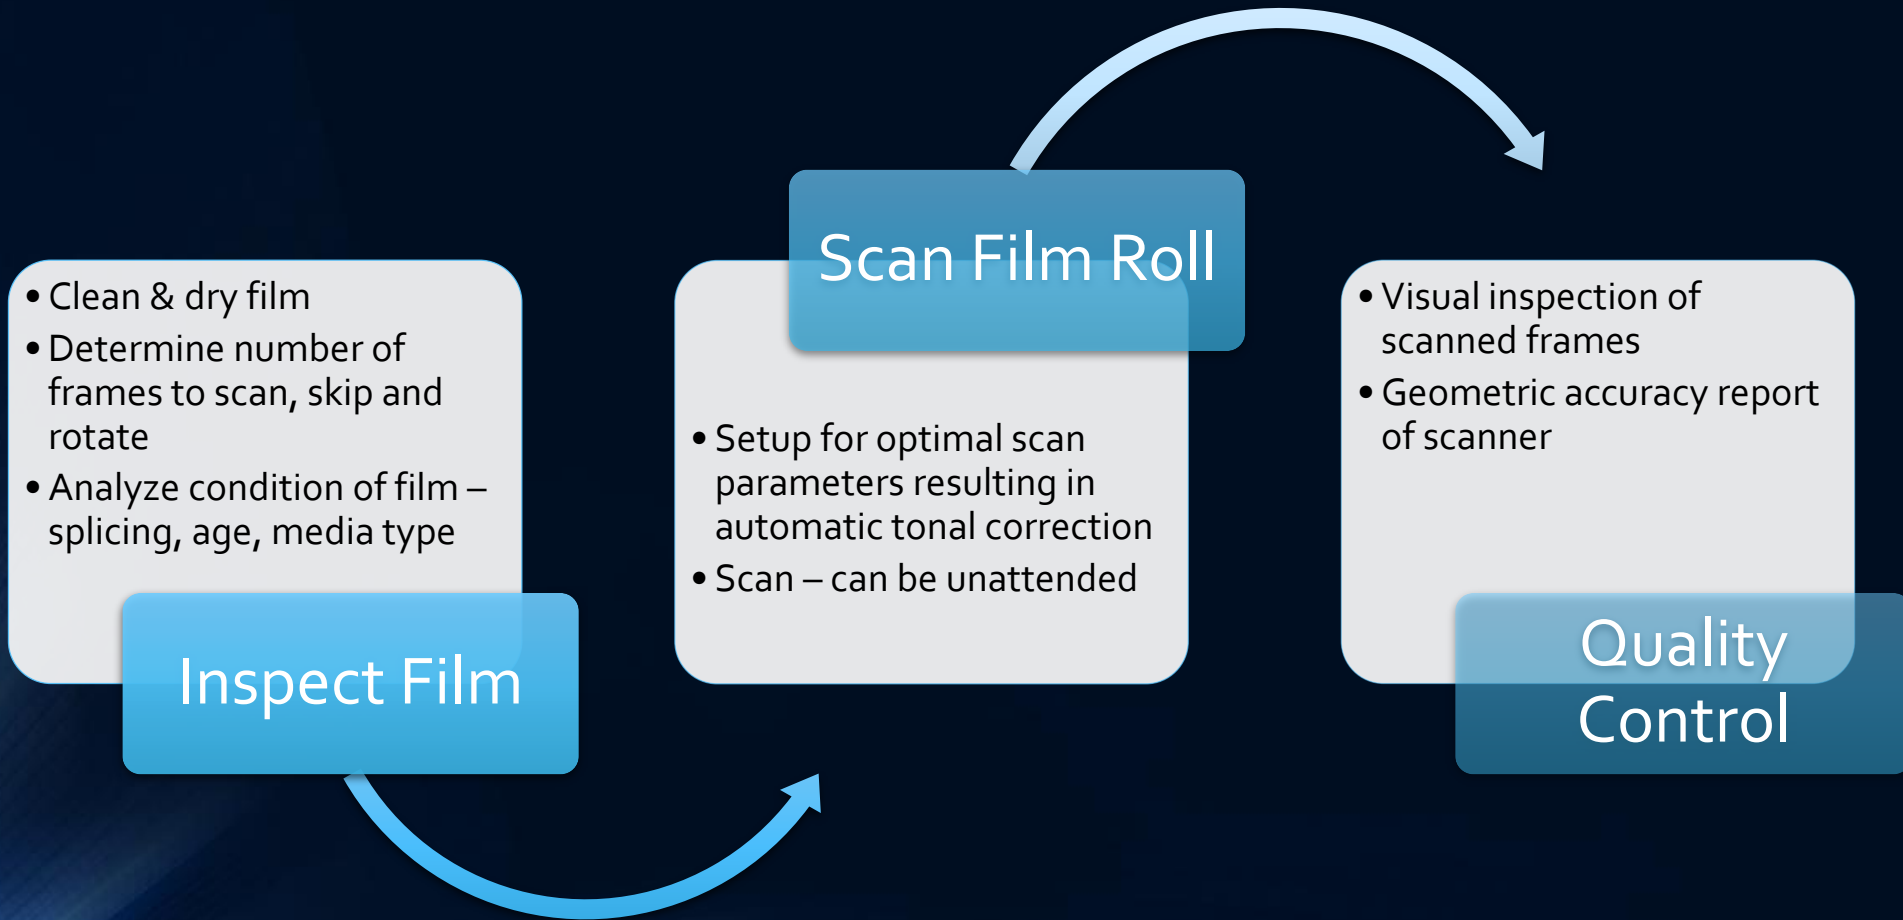 • Clean & dry film
• Determine number of
frames to scan, skip and
rotate
• Analyze condition of film –
splicing, age, media type
Inspect Film
Scan Film Roll
• Setup for optimal scan
parameters resulting in
automatic tonal correction
• Scan – can be unattended
• Visual inspection of
scanned frames
• Geometric accuracy report
of scanner
Quality
Control